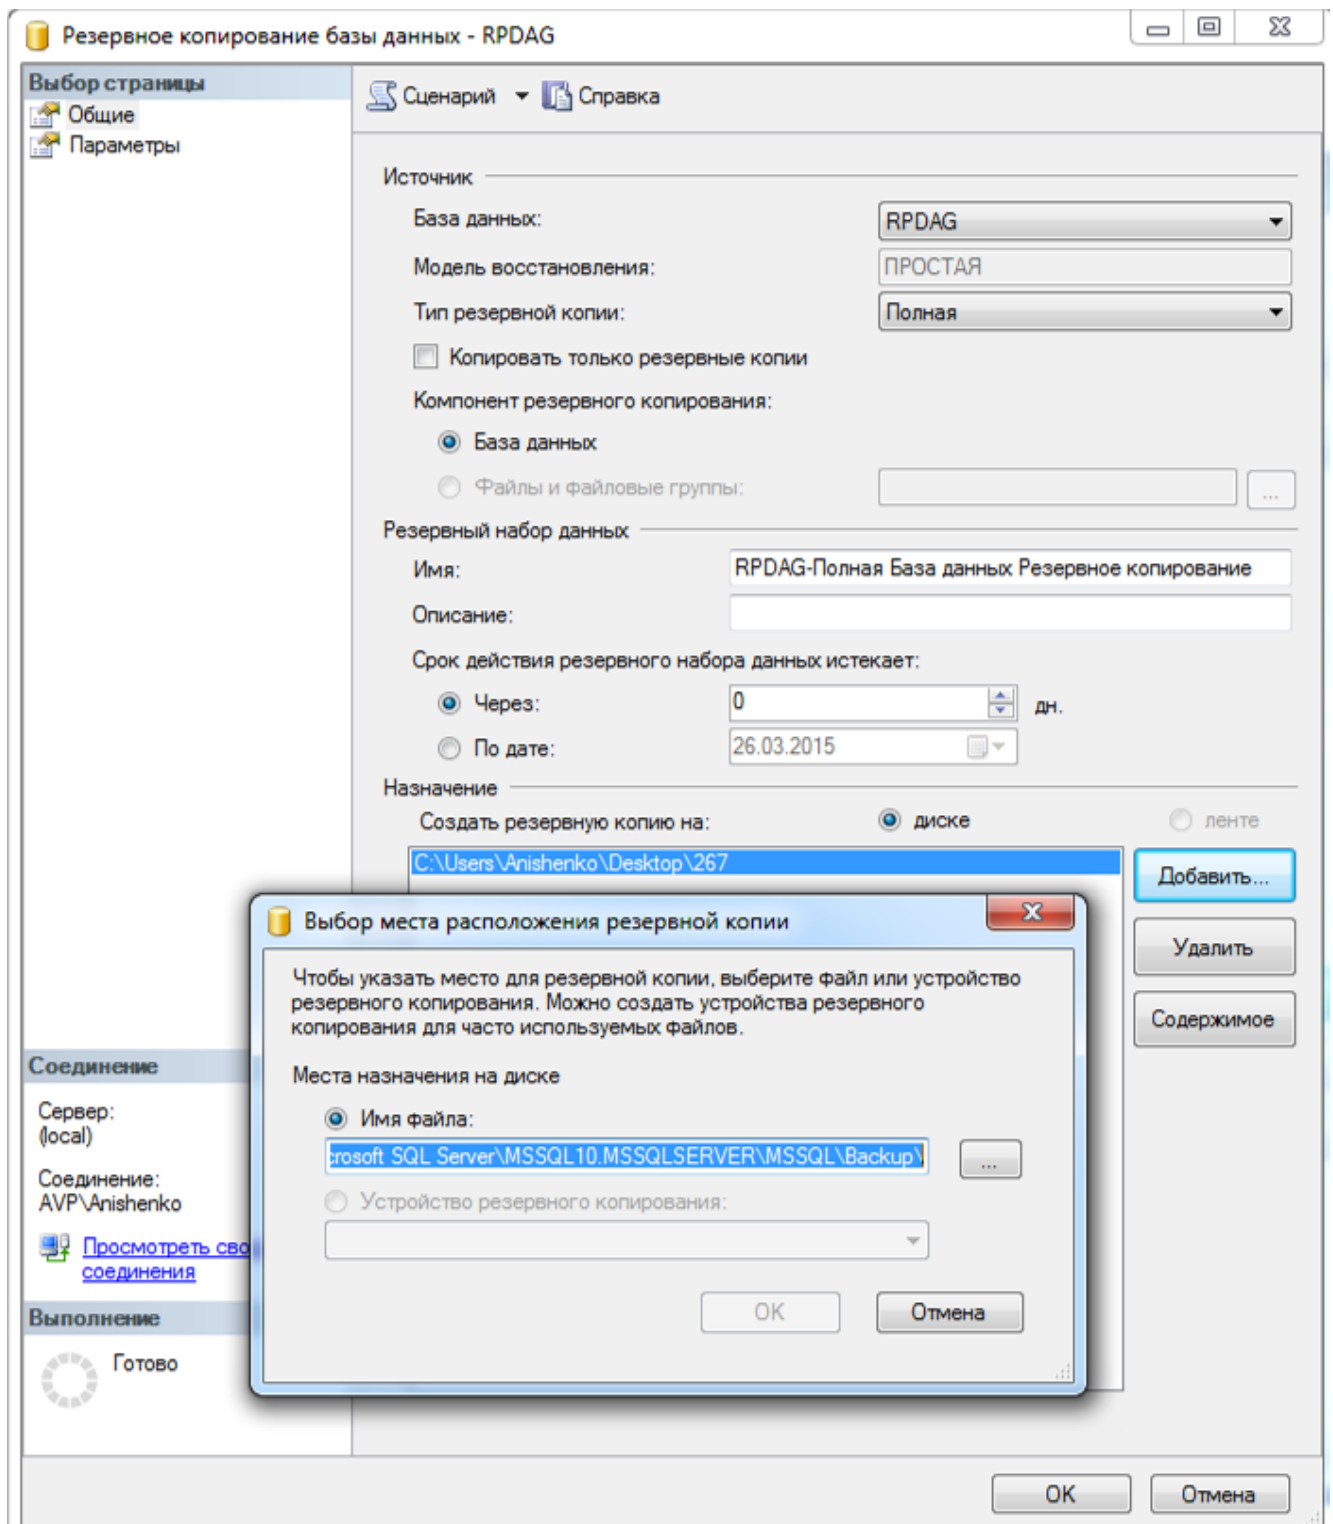 Резервное копирование базы данных - RPDAG
Выбор страницы
Общие
Параметры
Сценарий
Справка
Источник
База данных:
RPDAG
Модель восстановления:
ПРОСТАЯ
Тип резервной копии:
Полная
Копировать только резервные копии
Компонент резервного копирования:
База данных
Файлы и файловые группы:
...
Резервный набор данных
Имя:
RPDAG-Полная База данных Резервное копирование
Описание:
Срок действия резервного набора данных истекает:
Через:
0
дн.
По дате:
26.03.2015
Назначение
Создать резервную копию на:
диске
ленте
C:\Users\Anishenko\Desktop\267
Добавить...
Удалить
Содержимое
Выбор места расположения резервной копии
Чтобы указать место для резервной копии, выберите файл или устройство
резервного копирования. Можно создать устройства резервного
копирования для часто используемых файлов.
Места назначения на диске
Имя файла:
crosoft SQL Server\MSSQL10.MSSQLSERVER\MSSQL\Backup\
...
Устройство резервного копирования:
OK
Отмена
Соединение
Сервер:
(local)
Соединение:
AVP\Anishenko
Просмотреть сво
соединения
Выполнение
Готово
OK
Отмена